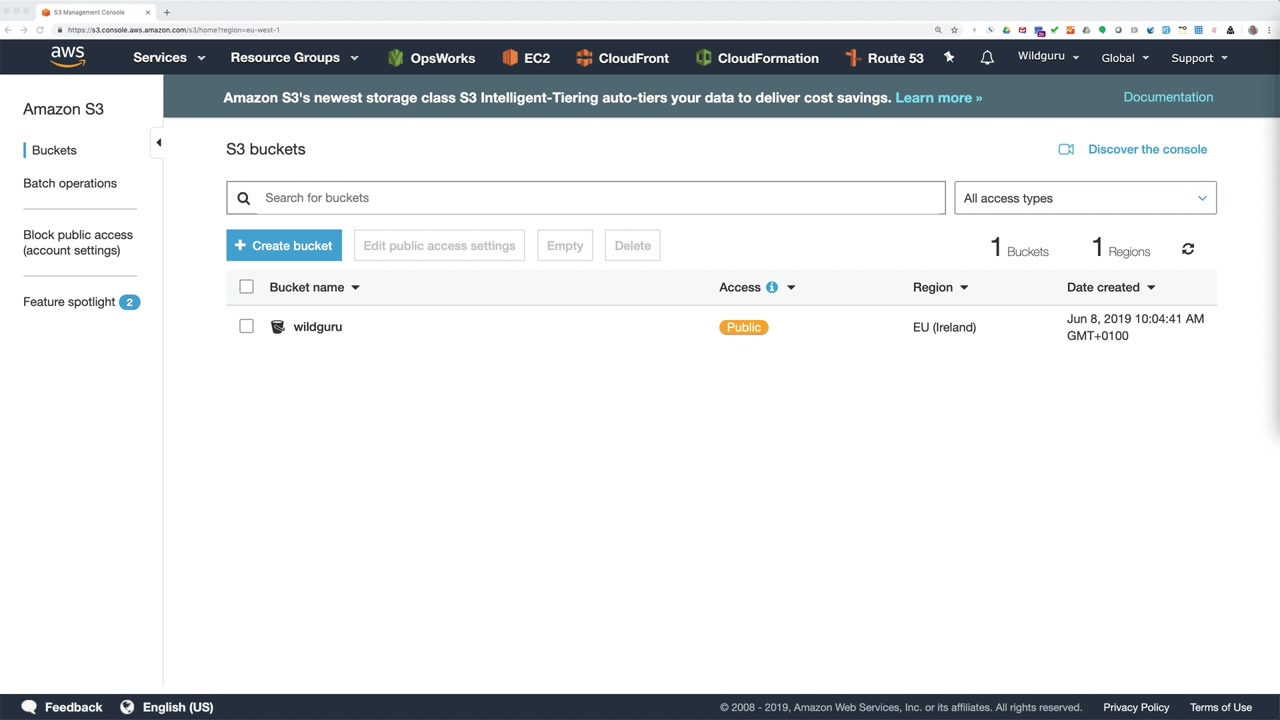 S3 Management Console
https://s3.console.aws.amazon.com/s3/home?region=eu-west-1
aws Services Resource Groups OpsWorks EC2 CloudFront CloudFormation Route 53 Wildguru Global Support
Amazon S3's newest storage class S3 Intelligent-Tiering auto-tiers your data to deliver cost savings. Learn more » Documentation
Amazon S3
Buckets
Batch operations
Block public access
(account settings)
Feature spotlight 2
S3 buckets Discover the console
Search for buckets All access types
+ Create bucket Edit public access settings Empty Delete 1 Buckets 1 Regions
Bucket name Access Region Date created
wildguru Public EU (Ireland) Jun 8, 2019 10:04:41 AM
GMT+0100
Feedback English (US) © 2008 - 2019, Amazon Web Services, Inc. or its affiliates. All rights reserved. Privacy Policy Terms of Use